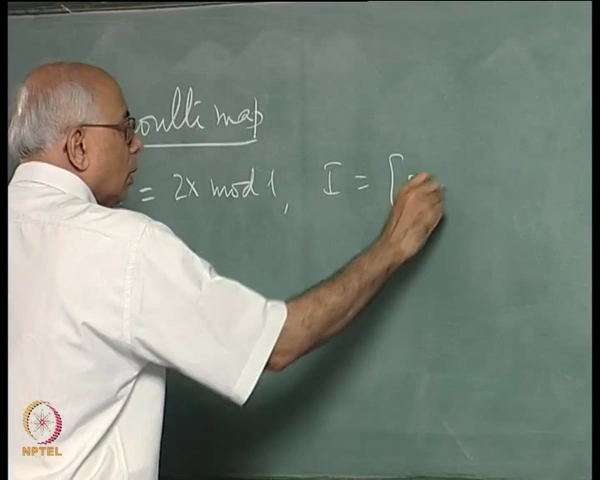 oulli map
= 2x mod 1, I = [
NPTEL